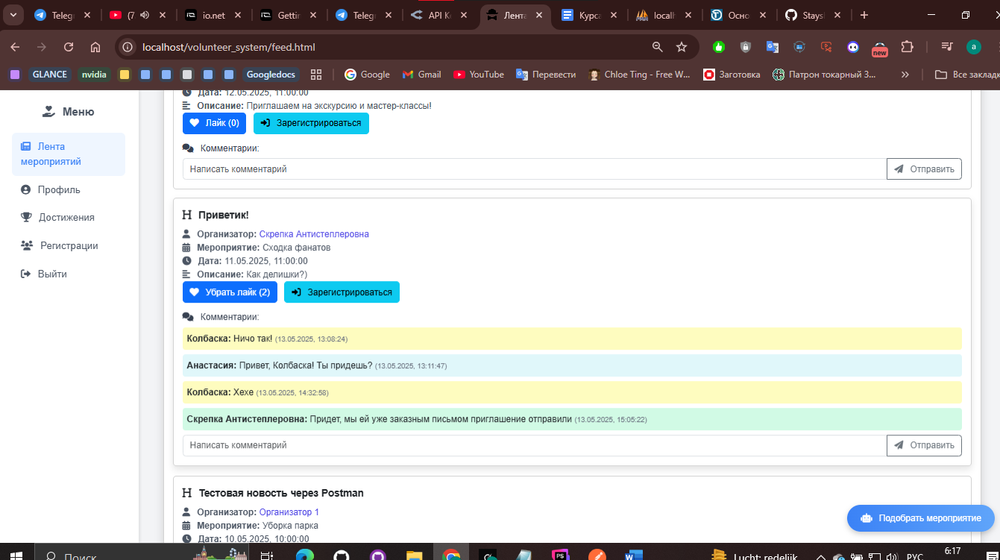 Telegr
(7
io.net
Gettin
Telegr
API Ke
Лента
Курса
localh
Осно
Stays
localhost/volunteer_system/feed.html
new
a
GLANCE
nvidia
Googledocs
Google
Gmail
YouTube
Перевести
Chloe Ting - Free W...
Заготовка
Патрон токарный 3...
»
Все закладки
Меню
Лента
мероприятий
Профиль
Достижения
Регистрации
Выйти
Дата: 12.05.2025, 11:00:00
Описание: Приглашаем на экскурсию и мастер-классы!
Лайк (0) Зарегистрироваться
Комментарии:
Написать комментарий Отправить
Приветик!
Организатор: Скрепка Антистеплеровна
Мероприятие: Сходка фанатов
Дата: 11.05.2025, 11:00:00
Описание: Как делишки?)
Убрать лайк (2) Зарегистрироваться
Комментарии:
Колбаска: Ничо так! (13.05.2025, 13:08:24)
Анастасия: Привет, Колбаска! Ты придешь? (13.05.2025, 13:11:47)
Колбаска: Хехе (13.05.2025, 14:32:58)
Скрепка Антистеплеровна: Придет, мы ей уже заказным письмом приглашение отправили (13.05.2025, 15:05:22)
Написать комментарий Отправить
Тестовая новость через Postman
Организатор: Организатор 1
Мероприятие: Уборка парка
Дата: 10.05.2025, 10:00:00
Подобрать мероприятие
Поиск
PS
W
Lucht: redelijk
РУС
6:17